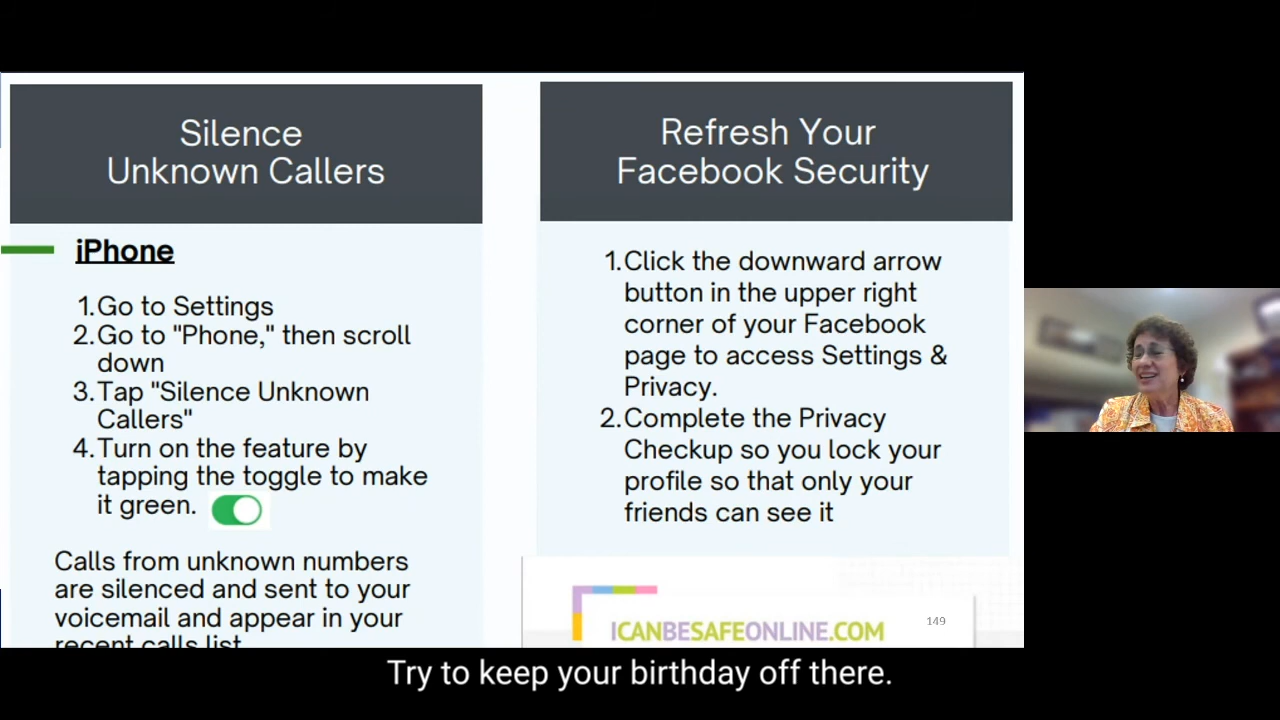 Silence
Unknown Callers
iPhone
1.Go to Settings
2.Go to "Phone," then scroll
down
3.Tap "Silence Unknown
Callers"
4.Turn on the feature by
tapping the toggle to make
it green.
Calls from unknown numbers
are silenced and sent to your
voicemail and appear in your
recent calls list
Refresh Your
Facebook Security
1.Click the downward arrow
button in the upper right
corner of your Facebook
page to access Settings &
Privacy.
2.Complete the Privacy
Checkup so you lock your
profile so that only your
friends can see it
ICANBESAFEONLINE.COM
149
Try to keep your birthday off there.